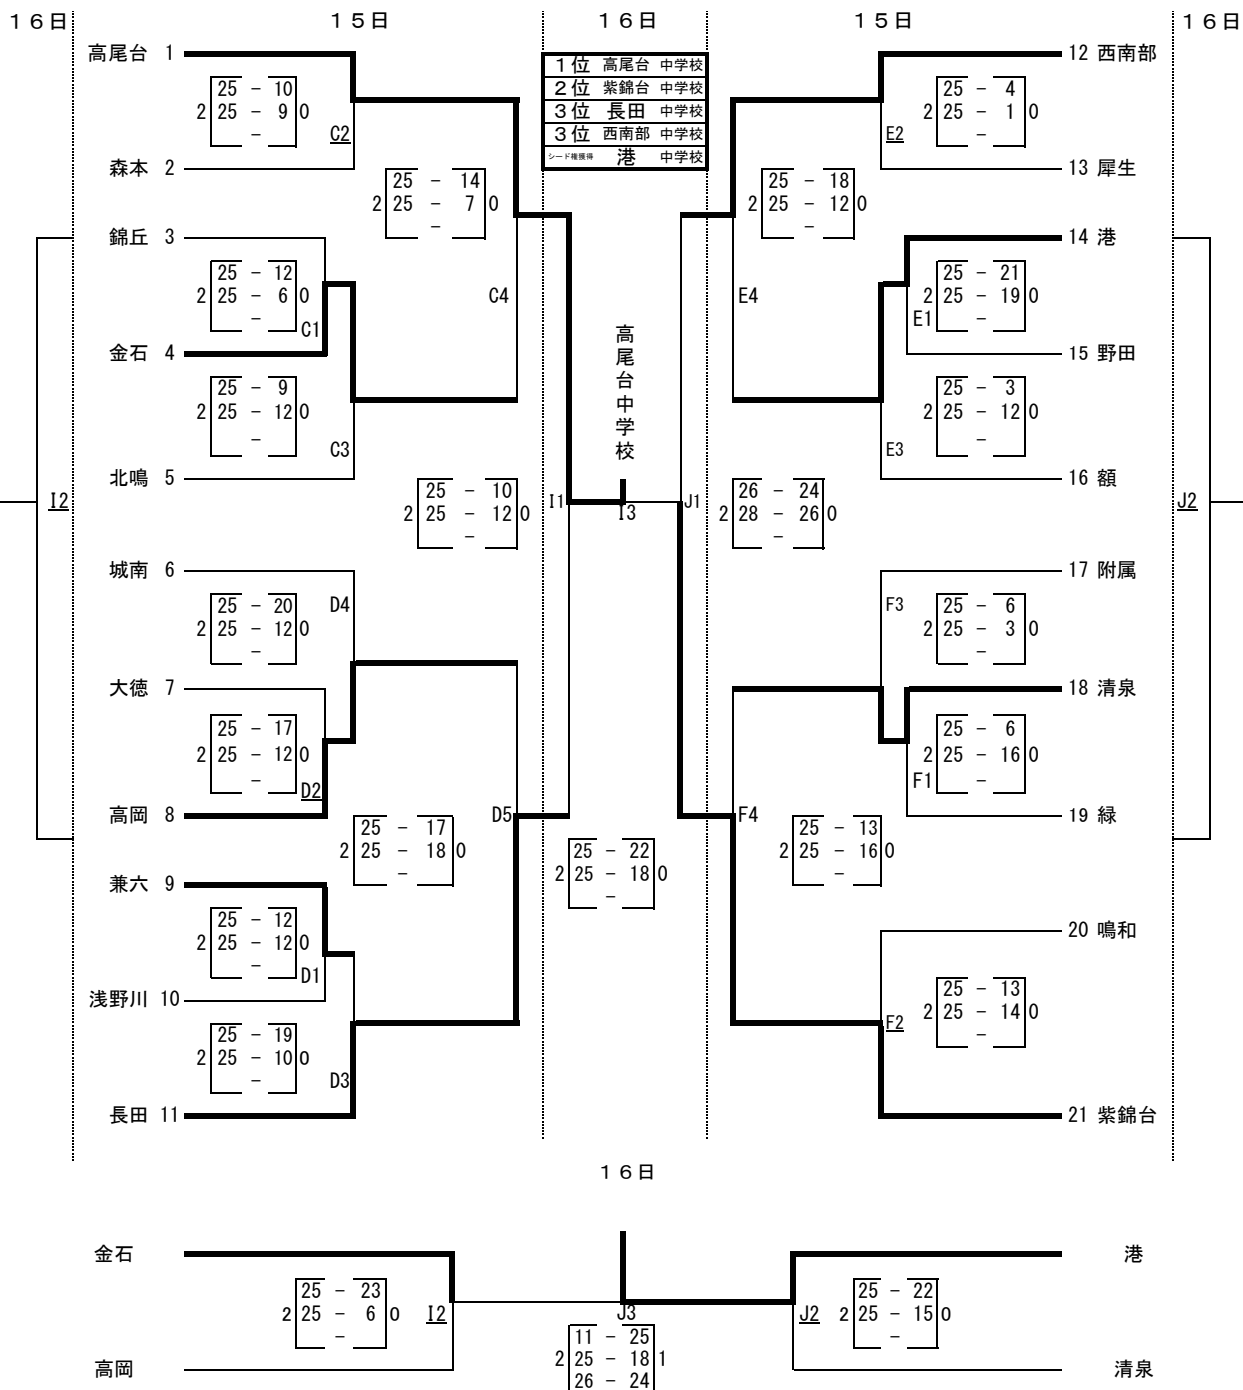 １６日 １５日 １６日 １５日 １６日
高尾台 1
12 西南部
1位 高尾台 中学校
2位 紫錦台 中学校
3位 長田 中学校
3位 西南部 中学校
シード権獲得 港 中学校
25 - 10
2 25 - 9 0
-
C2
25 - 4
2 25 - 1 0
-
E2
森本 2
13 犀生
25 - 14
2 25 - 7 0
-
C4
25 - 18
2 25 - 12 0
-
E4
錦丘 3
14 港
25 - 12
2 25 - 6 0
-
C1
25 - 21
2 25 - 19 0
-
E1
金石 4
15 野田
25 - 9
2 25 - 12 0
-
C3
25 - 3
2 25 - 12 0
-
E3
高尾台中学校
北鳴 5
16 額
I2
25 - 10
2 25 - 12 0
-
I1
I3
J1
26 - 24
2 28 - 26 0
-
J2
城南 6
17 附属
25 - 20
2 25 - 12 0
-
D4
F3
25 - 6
2 25 - 3 0
-
大徳 7
18 清泉
25 - 17
2 25 - 12 0
-
D2
25 - 6
2 25 - 16 0
-
F1
高岡 8
19 緑
25 - 17
2 25 - 18 0
-
D5
25 - 22
2 25 - 18 0
-
F4
25 - 13
2 25 - 16 0
-
兼六 9
20 鳴和
25 - 12
2 25 - 12 0
-
D1
25 - 13
2 25 - 14 0
-
F2
浅野川 10
25 - 19
2 25 - 10 0
-
D3
長田 11
21 紫錦台
１６日
金石
港
25 - 23
2 25 - 6 0
-
I2
J3
11 - 25
2 25 - 18 1
26 - 24
J2
25 - 22
2 25 - 15 0
-
高岡
清泉